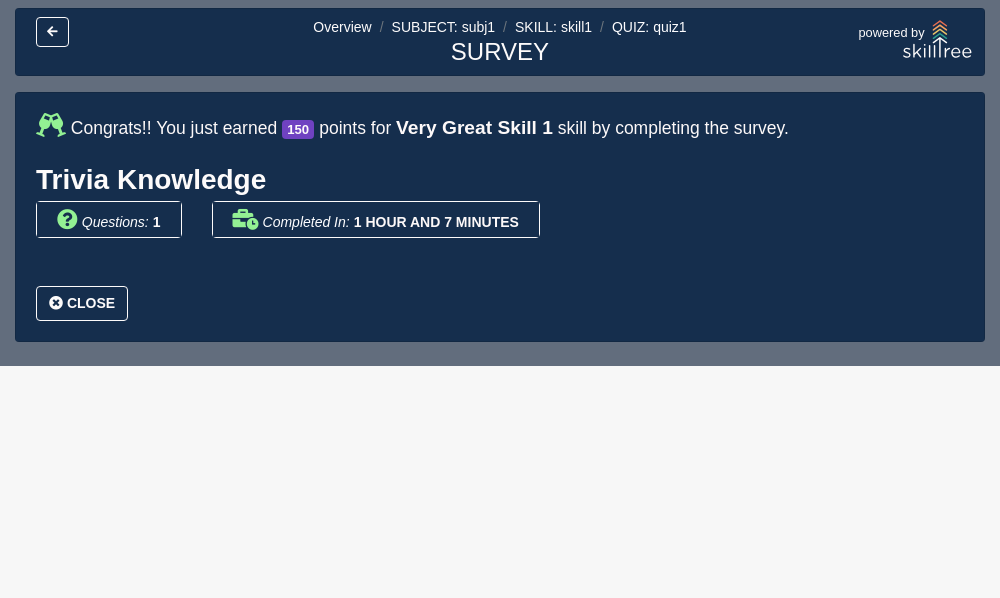 Overview / SUBJECT: subj1 / SKILL: skill1 / QUIZ: quiz1
SURVEY
powered by
skilltree
Congrats!! You just earned 150 points for Very Great Skill 1 skill by completing the survey.
Trivia Knowledge
Questions: 1
Completed In: 1 HOUR AND 7 MINUTES
CLOSE